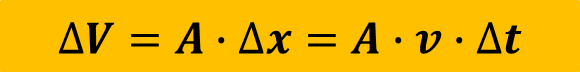 ΔV = A · Δx = A · v · Δt